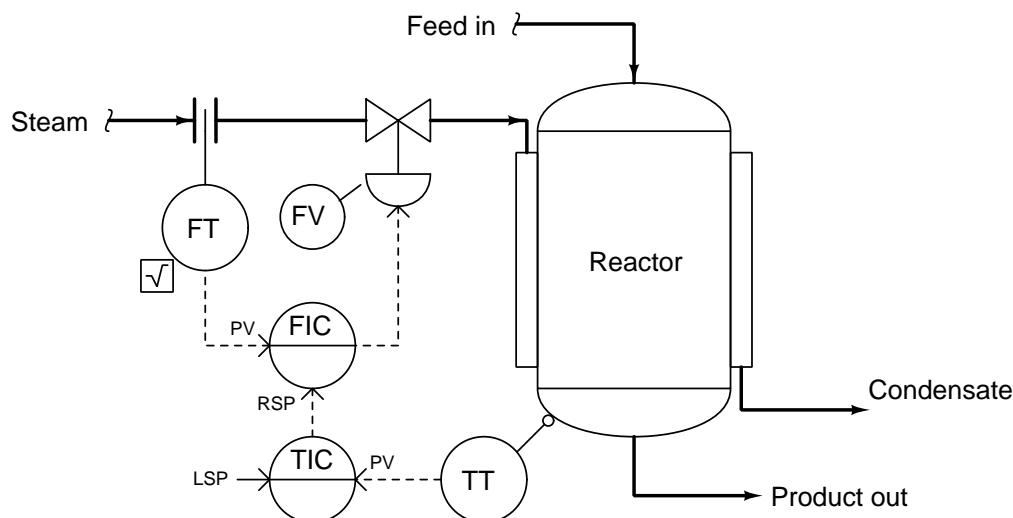 Feed in
Steam
FT
FV
√
Reactor
PV
FIC
RSP
Condensate
LSP
TIC
PV
TT
Product out